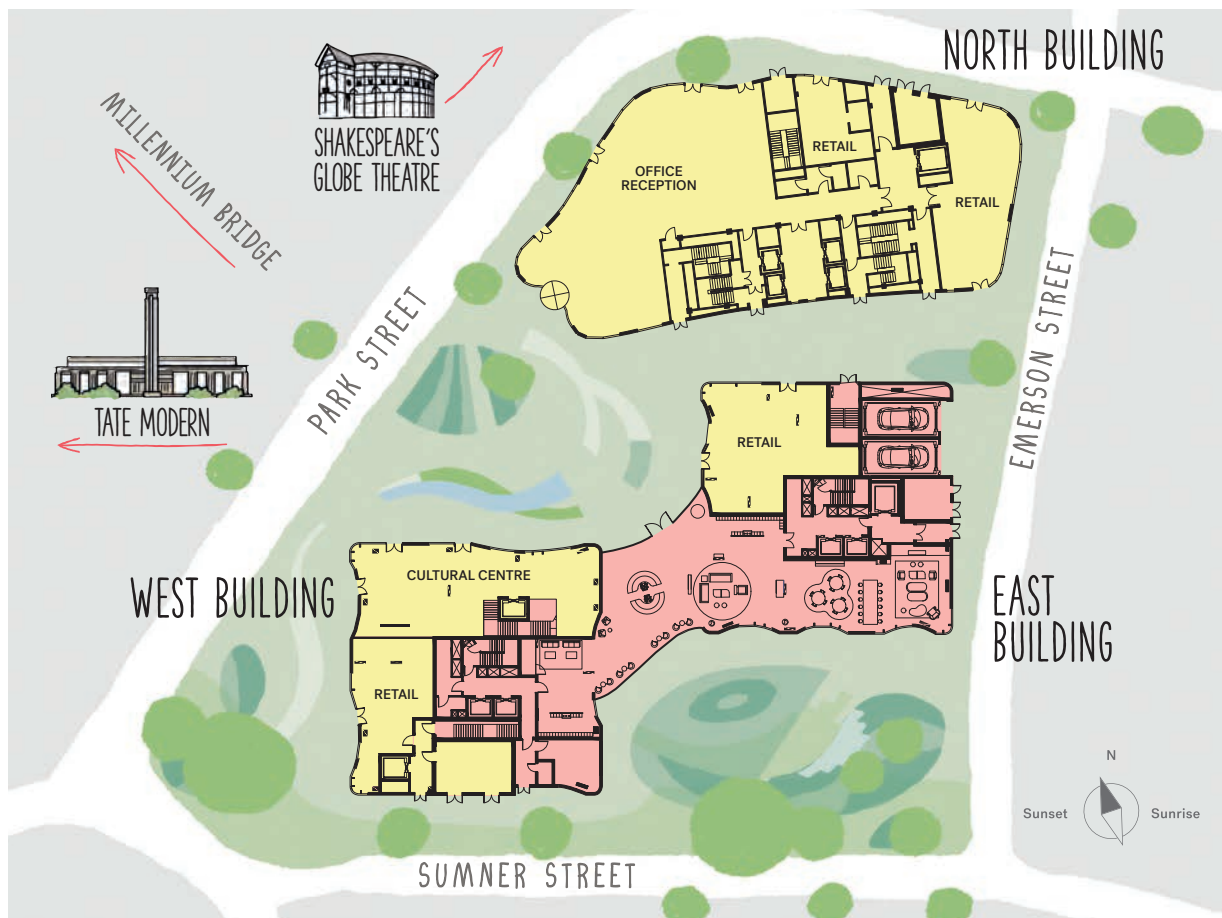 NORTH BUILDING
MILLENNIUM BRIDGE
SHAKESPEARE'S
GLOBE THEATRE
RETAIL
OFFICE
RECEPTION
RETAIL
EMERSON STREET
PARK STREET
TATE MODERN
RETAIL
CULTURAL CENTRE
WEST BUILDING
EAST
BUILDING
RETAIL
N
Sunset
Sunrise
SUMNER STREET